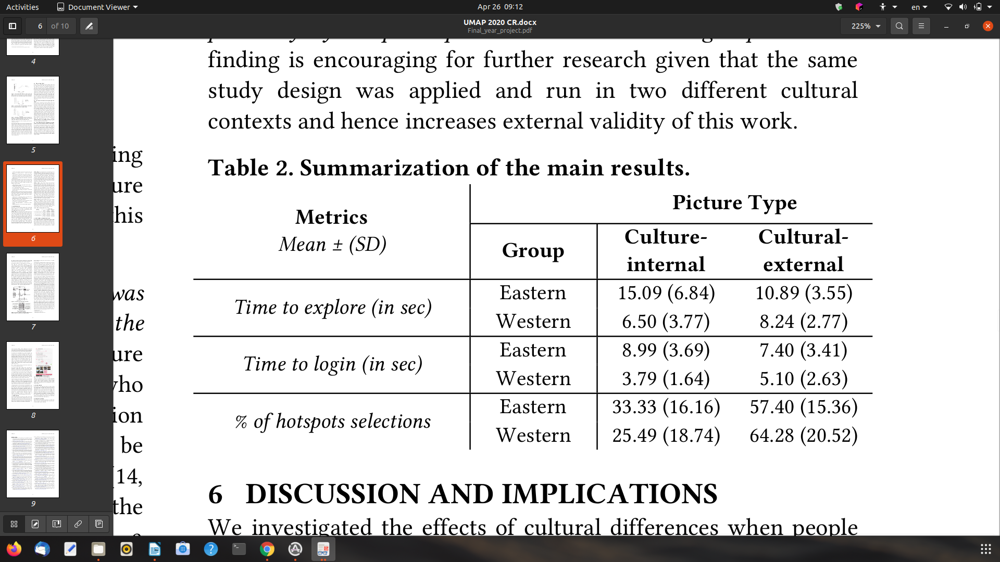 Activities
Document Viewer
Apr 26 09:12
en
6 of 10
UMAP 2020 CR.docx
Final_year_project.pdf
225%
4
5
6
7
8
9
ing
ure
this
was
the
ure
who
ion
be
[14,
the
finding is encouraging for further research given that the same
study design was applied and run in two different cultural
contexts and hence increases external validity of this work.
Table 2. Summarization of the main results.
Metrics
Mean ± (SD)
Picture Type
Group
Culture-
internal
Cultural-
external
Time to explore (in sec)
Eastern 15.09 (6.84) 10.89 (3.55)
Western 6.50 (3.77) 8.24 (2.77)
Time to login (in sec)
Eastern 8.99 (3.69) 7.40 (3.41)
Western 3.79 (1.64) 5.10 (2.63)
% of hotspots selections
Eastern 33.33 (16.16) 57.40 (15.36)
Western 25.49 (18.74) 64.28 (20.52)
6 DISCUSSION AND IMPLICATIONS
We investigated the effects of cultural differences when people